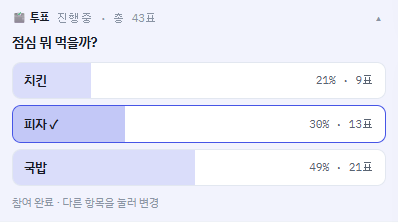 투표 진행 중 · 총 43표
점심 뭐 먹을까?
치킨 21% · 9표
피자 ✓ 30% · 13표
국밥 49% · 21표
참여 완료 · 다른 항목을 눌러 변경